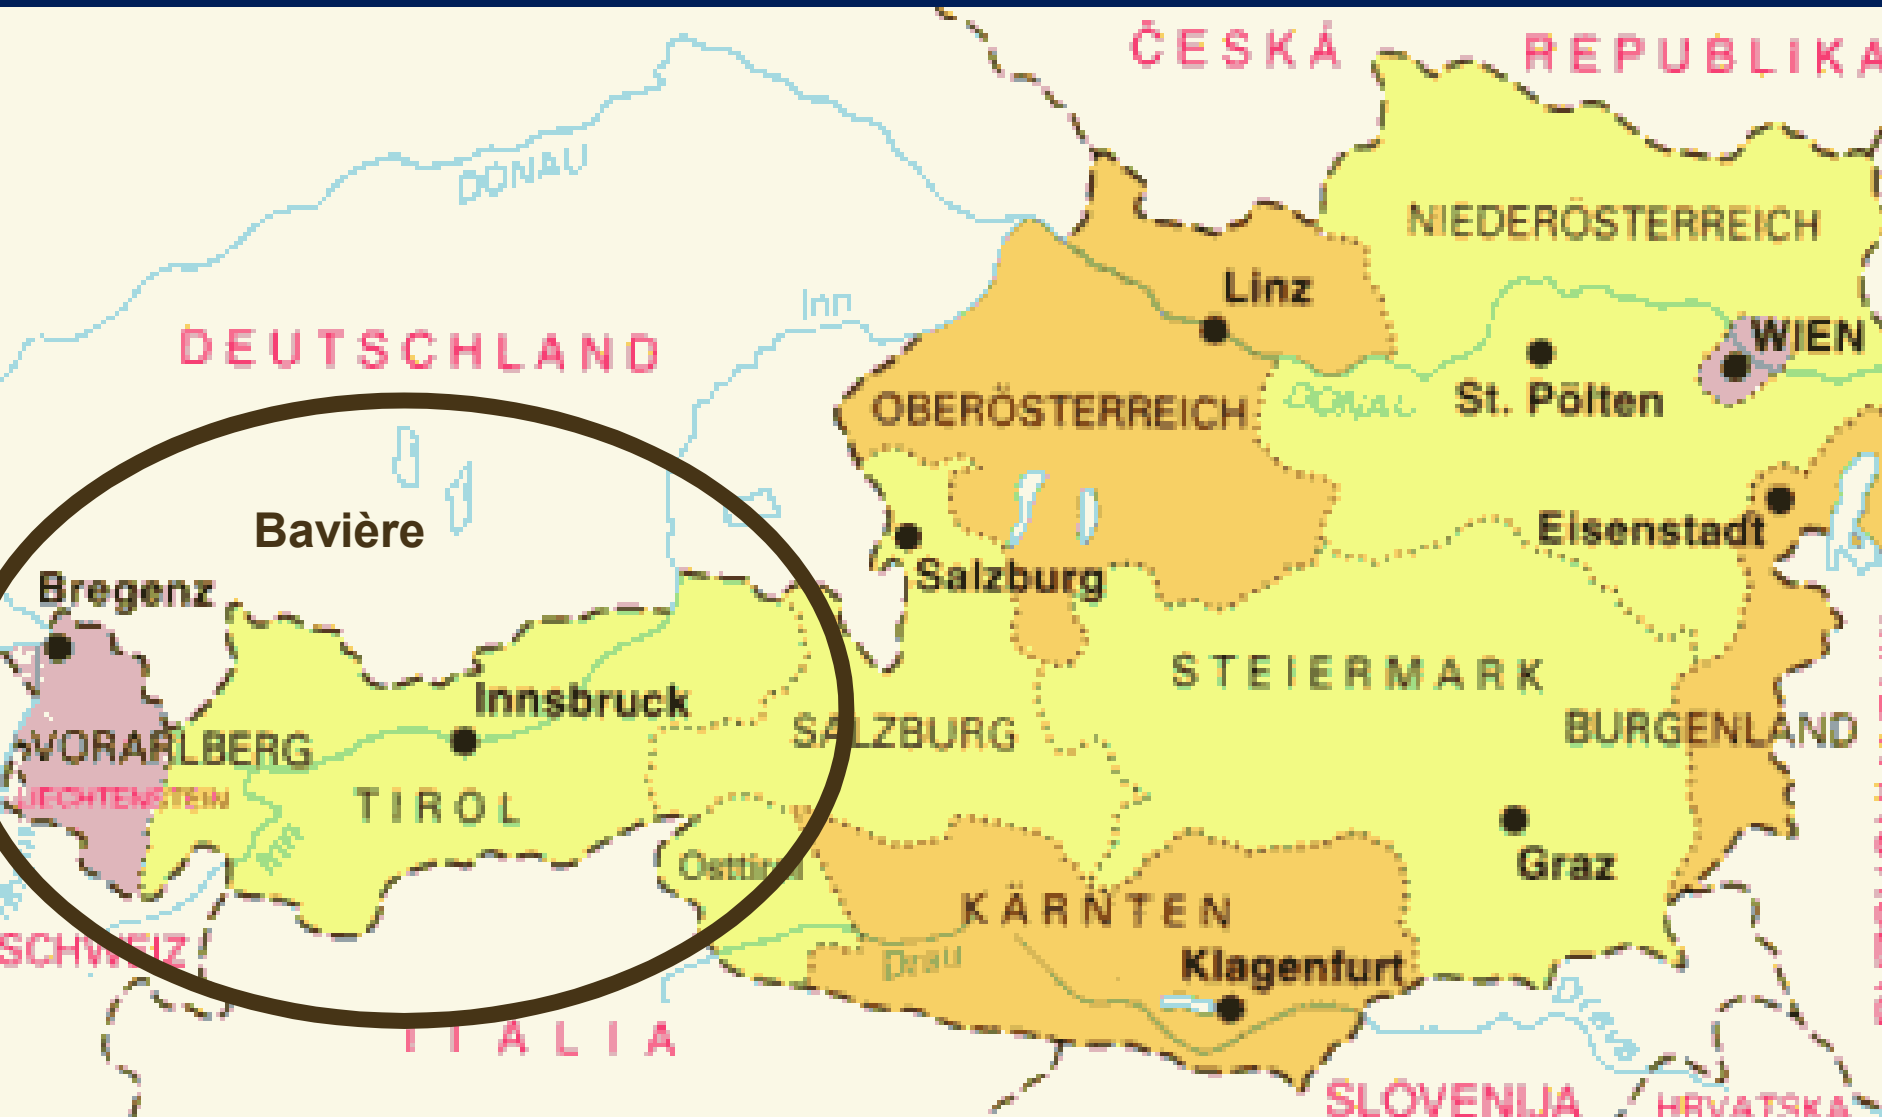 ČESKÁ REPUBLIKA
DONAU
NIEDERÖSTERREICH
Linz
Inn
DEUTSCHLAND
WIEN
St. Pölten
OBERÖSTERREICH
DONAU
Bavière
Eisenstadt
Salzburg
Bregenz
STEIERMARK
Innsbruck
SALZBURG
BURGENLAND
VORARLBERG
LIECHTENSTEIN
TIROL
Inn
Osttirol
Graz
KÄRNTEN
SCHWEIZ
Drau
Klagenfurt
Drava
ITALIA
SLOVENIJA
HRVATSKA